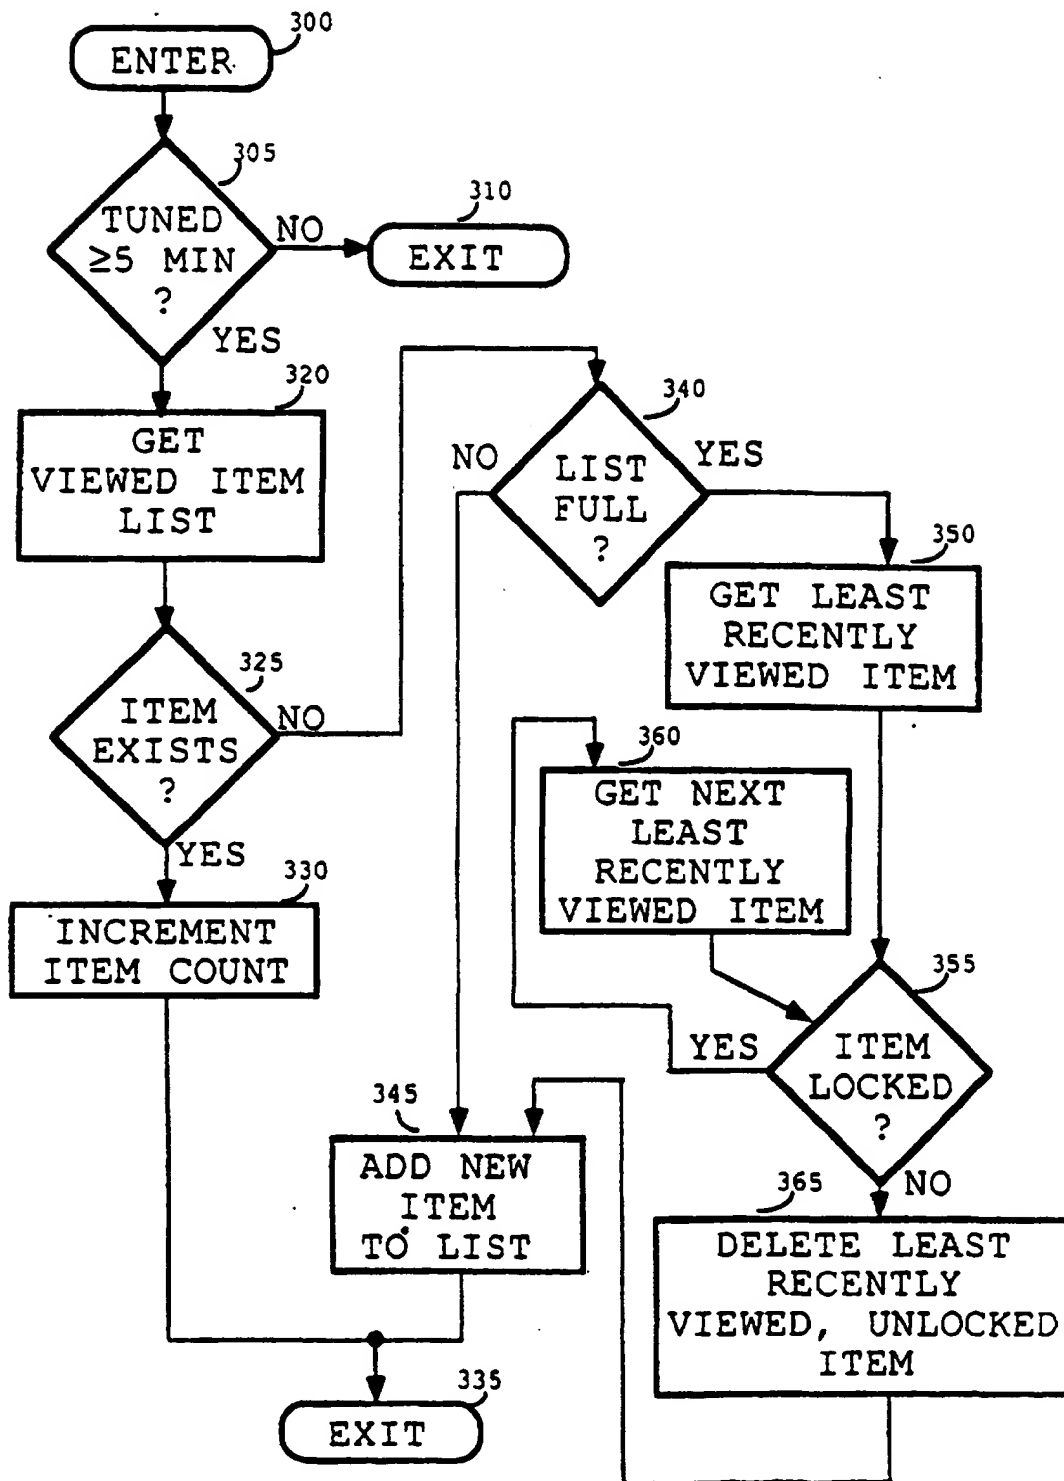 300
ENTER
305
TUNED
≥5 MIN
?
NO
310
EXIT
YES
320
GET
VIEWED ITEM
LIST
325
ITEM
EXISTS
?
NO
YES
330
INCREMENT
ITEM COUNT
340
LIST
FULL
?
NO
YES
350
GET LEAST
RECENTLY
VIEWED ITEM
360
GET NEXT
LEAST
RECENTLY
VIEWED ITEM
355
ITEM
LOCKED
?
YES
NO
345
ADD NEW
ITEM
TO LIST
365
DELETE LEAST
RECENTLY
VIEWED, UNLOCKED
ITEM
335
EXIT